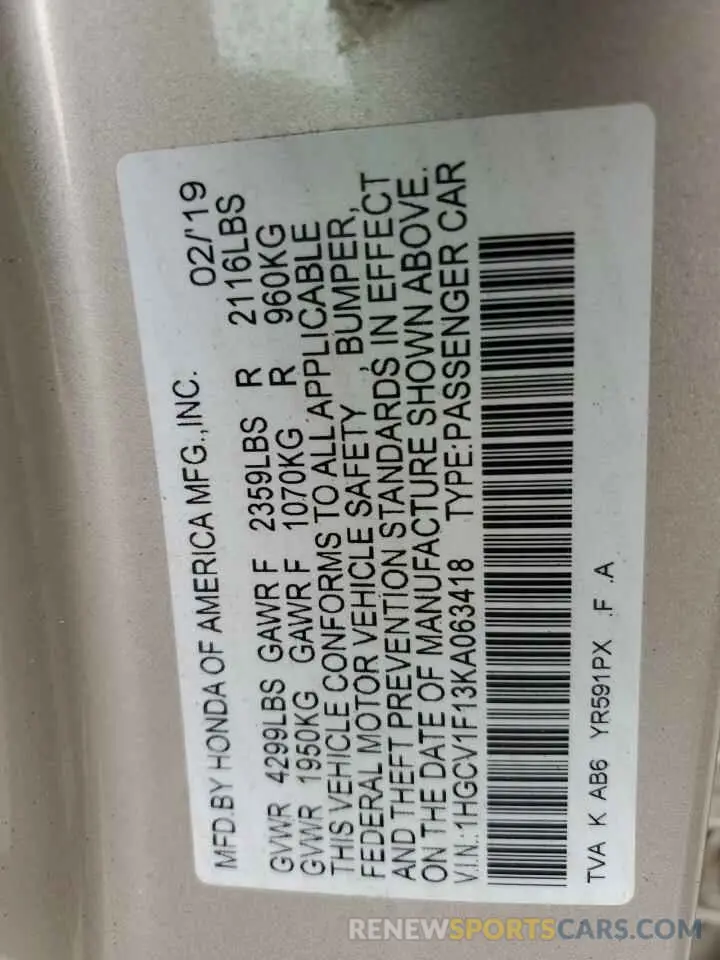 MFD.BY HONDA OF AMERICA MFG.,INC. 02/'19
GVWR 4299LBS GAWR F 2359LBS R 2116LBS
GVWR 1950KG GAWR F 1070KG R 960KG
THIS VEHICLE CONFORMS TO ALL APPLICABLE
FEDERAL MOTOR VEHICLE SAFETY , BUMPER,
AND THEFT PREVENTION STANDARDS IN EFFECT
ON THE DATE OF MANUFACTURE SHOWN ABOVE.
V.I.N.:1HGCV1F13KA063418 TYPE:PASSENGER CAR
TVA K AB6 YR591PX .F .A
RENEWSPORTSCARS.COM